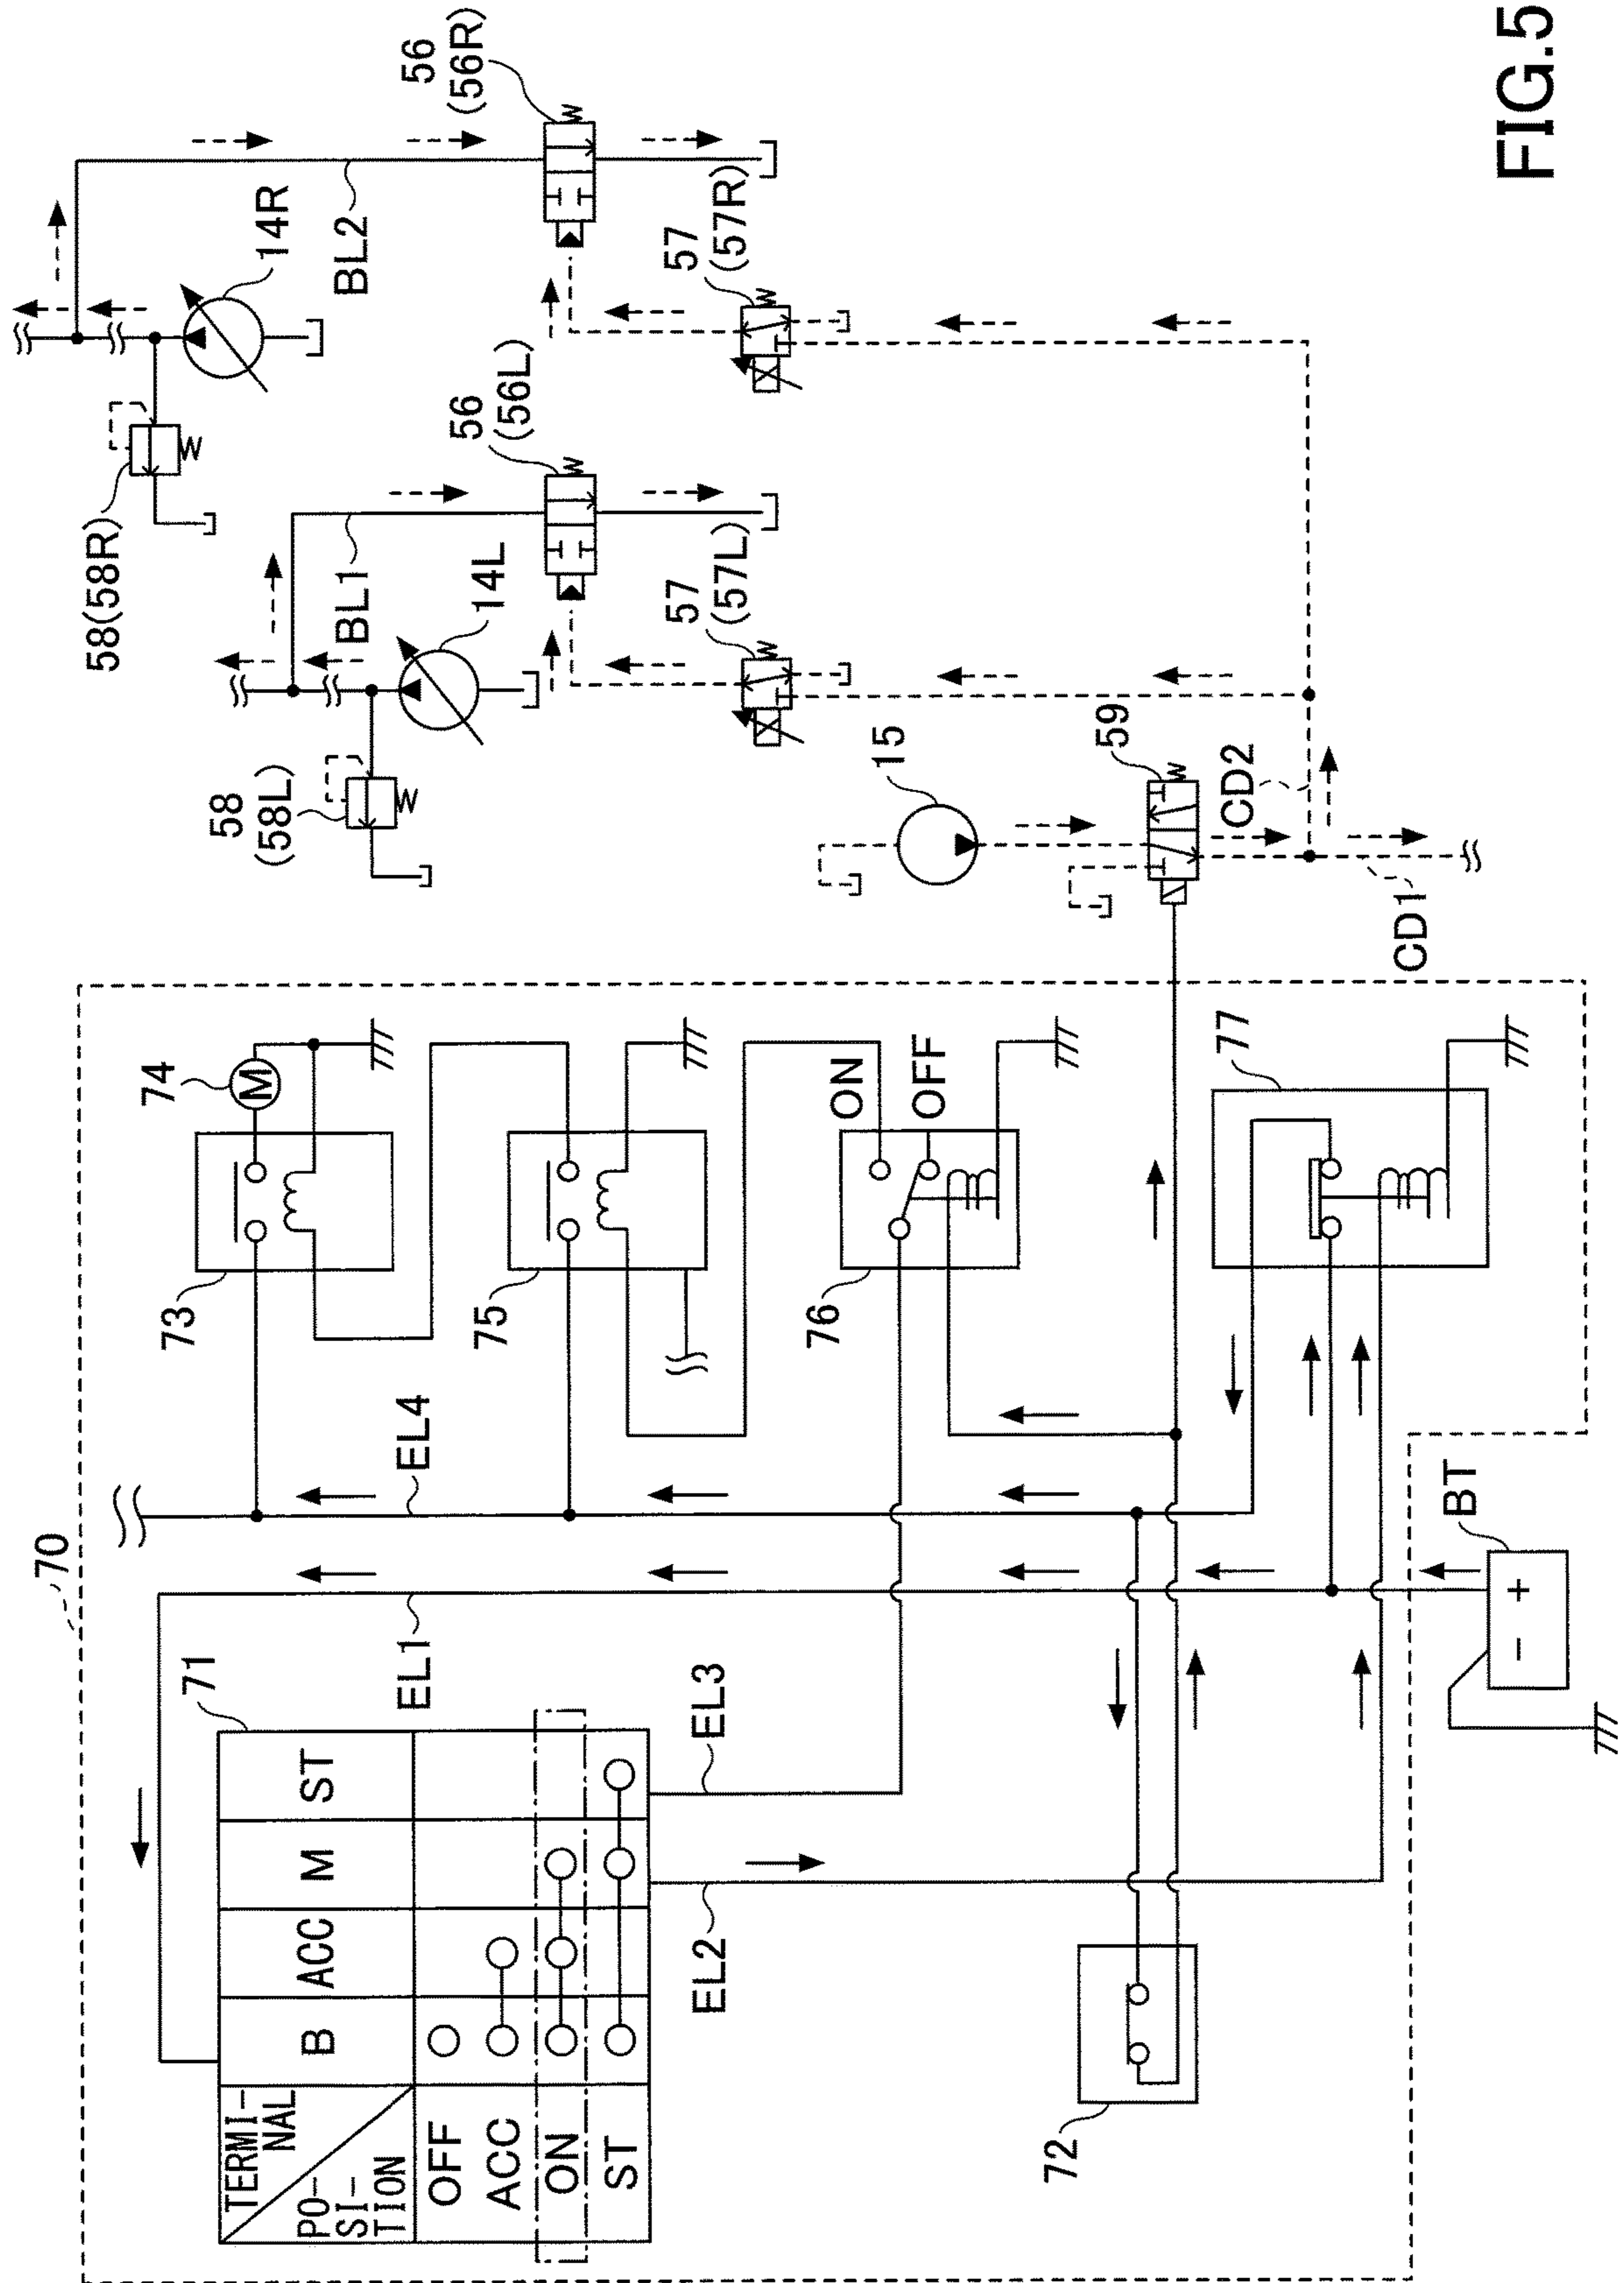 70
71
TERMI-
NAL
PO-
SI-
TION
B
ACC
M
ST
OFF
ACC
ON
ST
EL1
EL4
EL3
EL2
72
BT
+
−
73
74
M
75
76
ON
OFF
77
58
(58L)
58(58R)
BL1
14L
BL2
14R
56
(56L)
56
(56R)
57
(57L)
57
(57R)
15
59
CD2
CD1
FIG.5